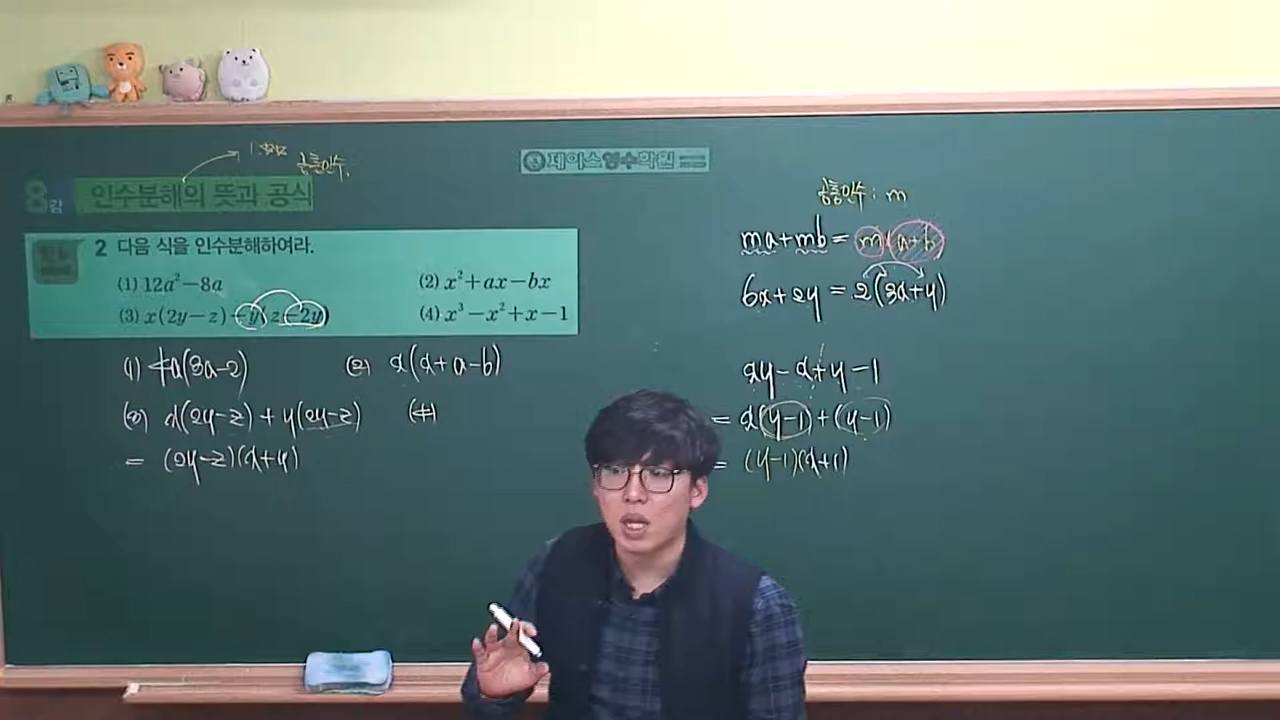 공통인수.
제이스영수학원
8강 인수분해의 뜻과 공식
2 다음 식을 인수분해하여라.
(1) 12a²-8a
(2) x²+ax-bx
(3) x(2y-z)-y(z-2y)
(4) x³-x²+x-1
(1) 4a(3a-2)
(2) x(x+a-b)
(3) x(2y-z)+y(2y-z)
(4)
= (2y-z)(x+y)
공통인수 : m
ma+mb = m(a+b)
6x+2y = 2(3x+y)
xy-x+y-1
= x(y-1)+(y-1)
= (y-1)(x+1)